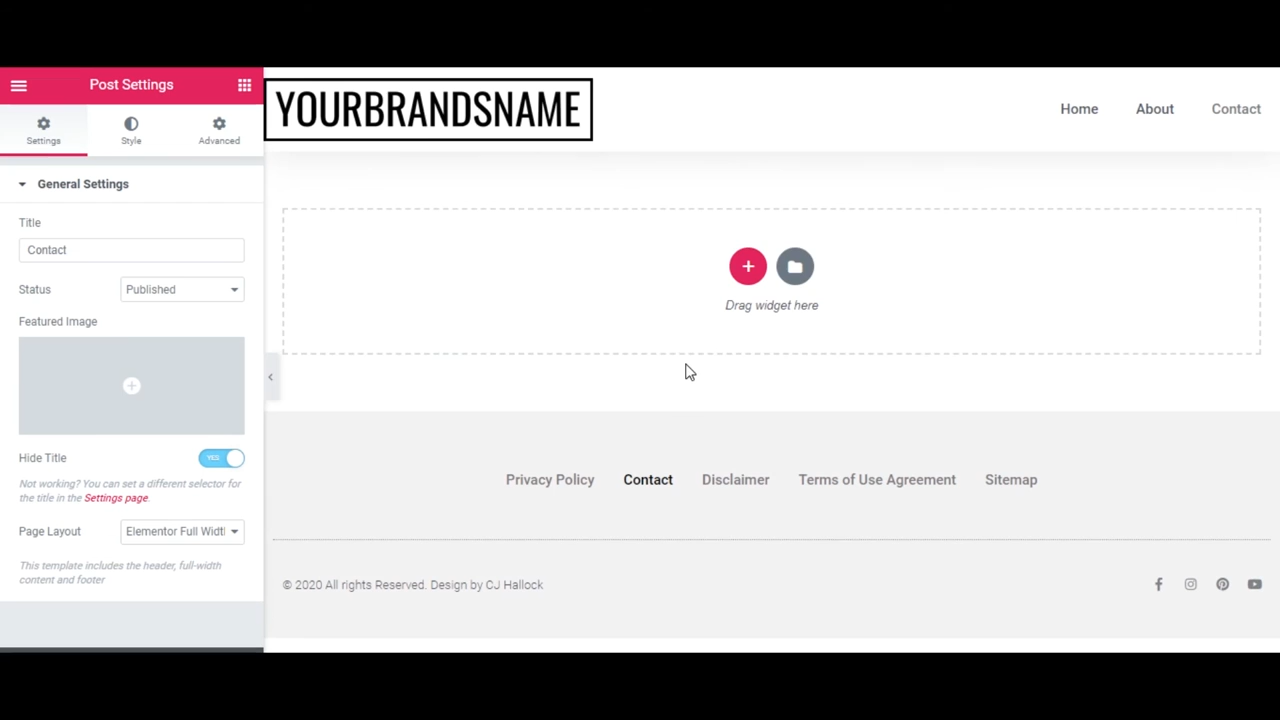 Post Settings
Settings
Style
Advanced
General Settings
Title
Contact
Status
Published
Featured Image
Hide Title
YES
Not working? You can set a different selector for
the title in the Settings page.
Page Layout
Elementor Full Widt
This template includes the header, full-width
content and footer
YOURBRANDSNAME
Home About Contact
Drag widget here
Privacy Policy Contact Disclaimer Terms of Use Agreement Sitemap
© 2020 All rights Reserved. Design by CJ Hallock